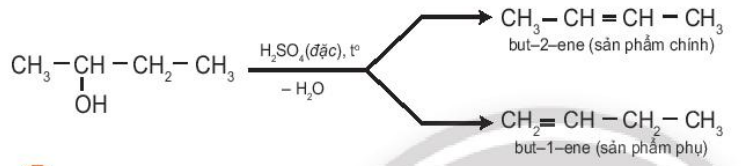 CH₃ – CH = CH – CH₃
but–2–ene (sản phẩm chính)
H₂SO₄(đặc), t°
CH₃ – CH – CH₂ – CH₃
– H₂O
OH
CH₂ = CH – CH₂ – CH₃
but–1–ene (sản phẩm phụ)